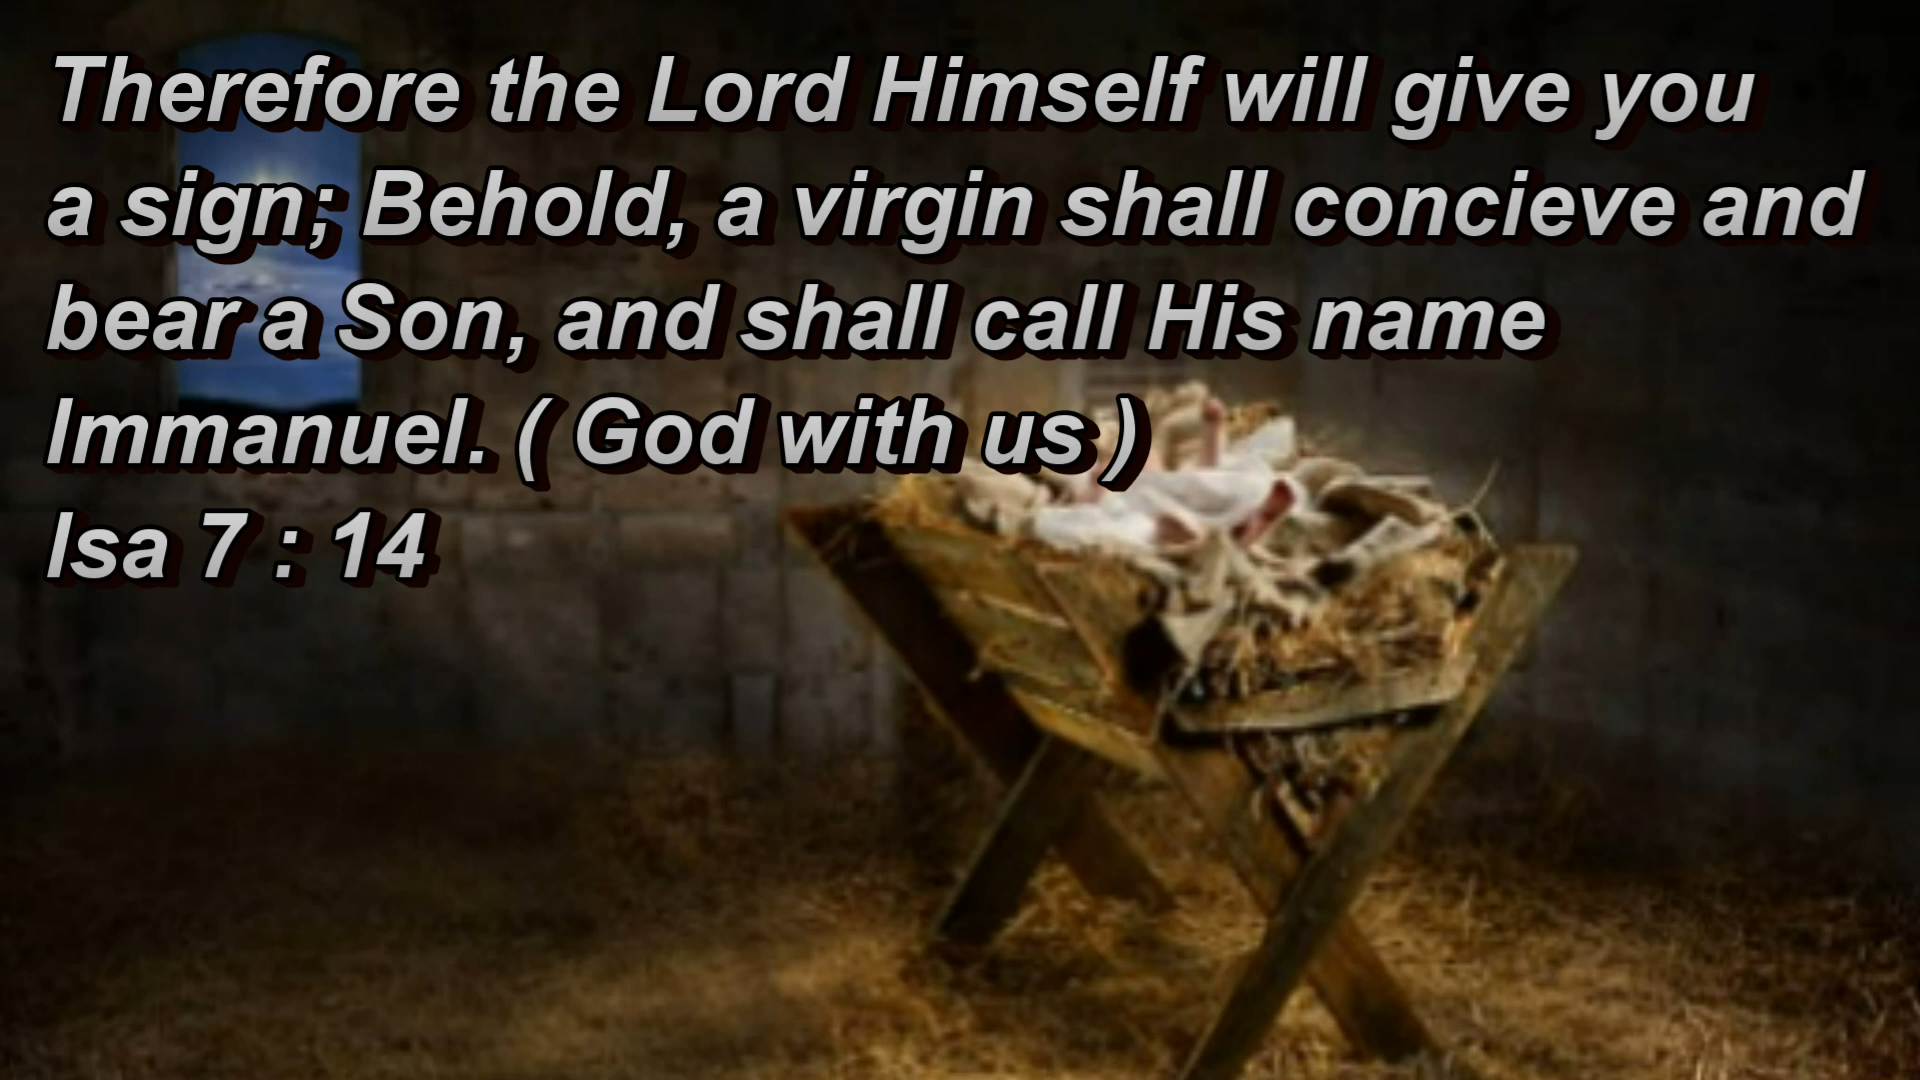 Therefore the Lord Himself will give you
a sign; Behold, a virgin shall concieve and
bear a Son, and shall call His name
Immanuel. ( God with us )
Isa 7 : 14